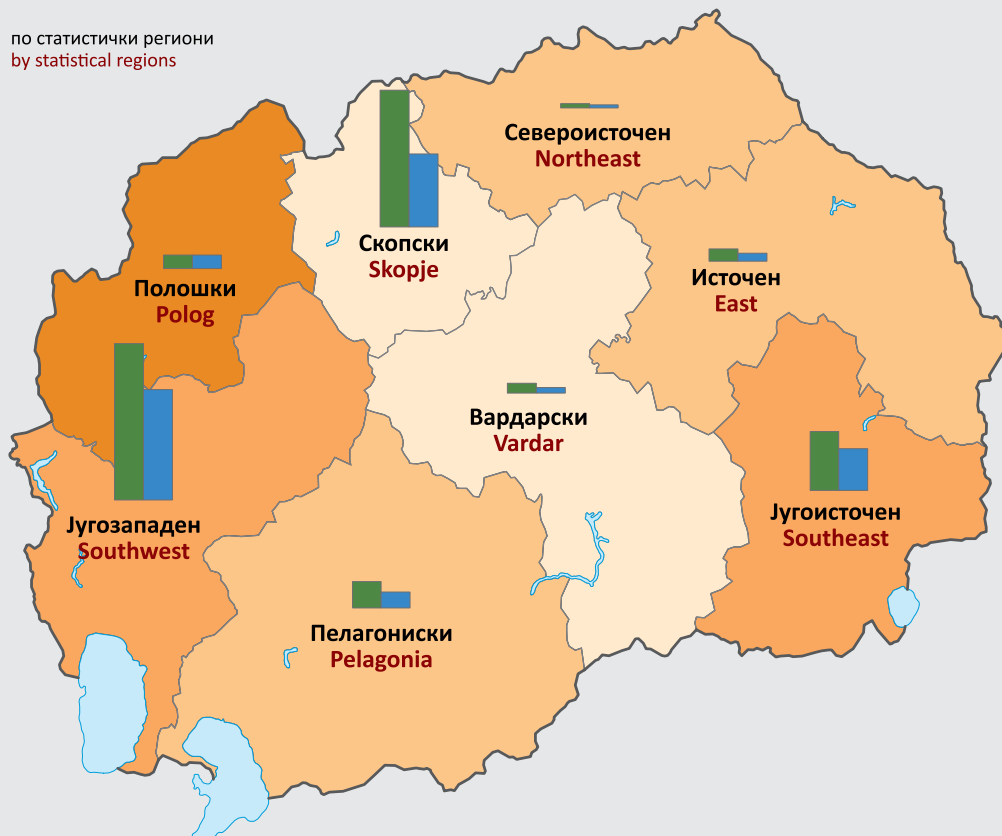 по статистички региони
by statistical regions
Североисточен
Northeast
Скопски
Skopje
Источен
East
Полошки
Polog
Вардарски
Vardar
Југозападен
Southwest
Југоисточен
Southeast
Пелагониски
Pelagonia